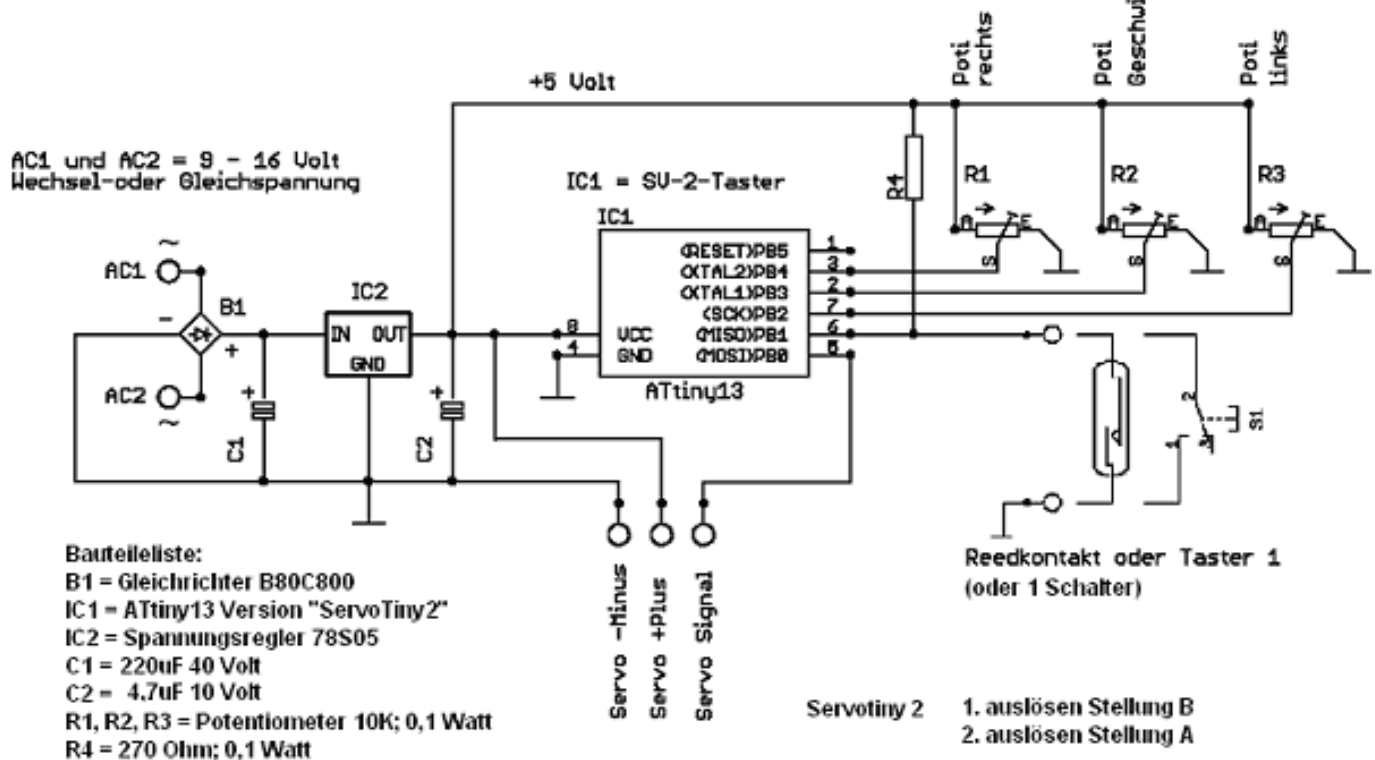 +5 Volt
Poti
rechts
Poti
Poti
links
AC1 und AC2 = 9 - 16 Volt
Wechsel-oder Gleichspannung
IC1 = SV-2-Taster
R4
R1
R2
R3
A
E
S
A
E
S
A
E
S
IC1
(RESET)PB5
1
(XTAL2)PB4
3
(XTAL1)PB3
2
(SCK)PB2
7
8
VCC
(MISO)PB1
6
4
GND
(MOSI)PB0
5
ATtiny13
~
AC1
-
B1
+
AC2
~
IC2
IN
OUT
GND
+
C1
+
C2
2
1
3
S1
Servo -Minus
Servo +Plus
Servo Signal
Reedkontakt oder Taster 1
(oder 1 Schalter)
Bauteileliste:
B1 = Gleichrichter B80C800
IC1 = ATtiny13 Version "ServoTiny2"
IC2 = Spannungsregler 78S05
C1 = 220uF 40 Volt
C2 = 4,7uF 10 Volt
R1, R2, R3 = Potentiometer 10K; 0,1 Watt
R4 = 270 Ohm; 0,1 Watt
Servotiny 2 1. auslösen Stellung B
2. auslösen Stellung A